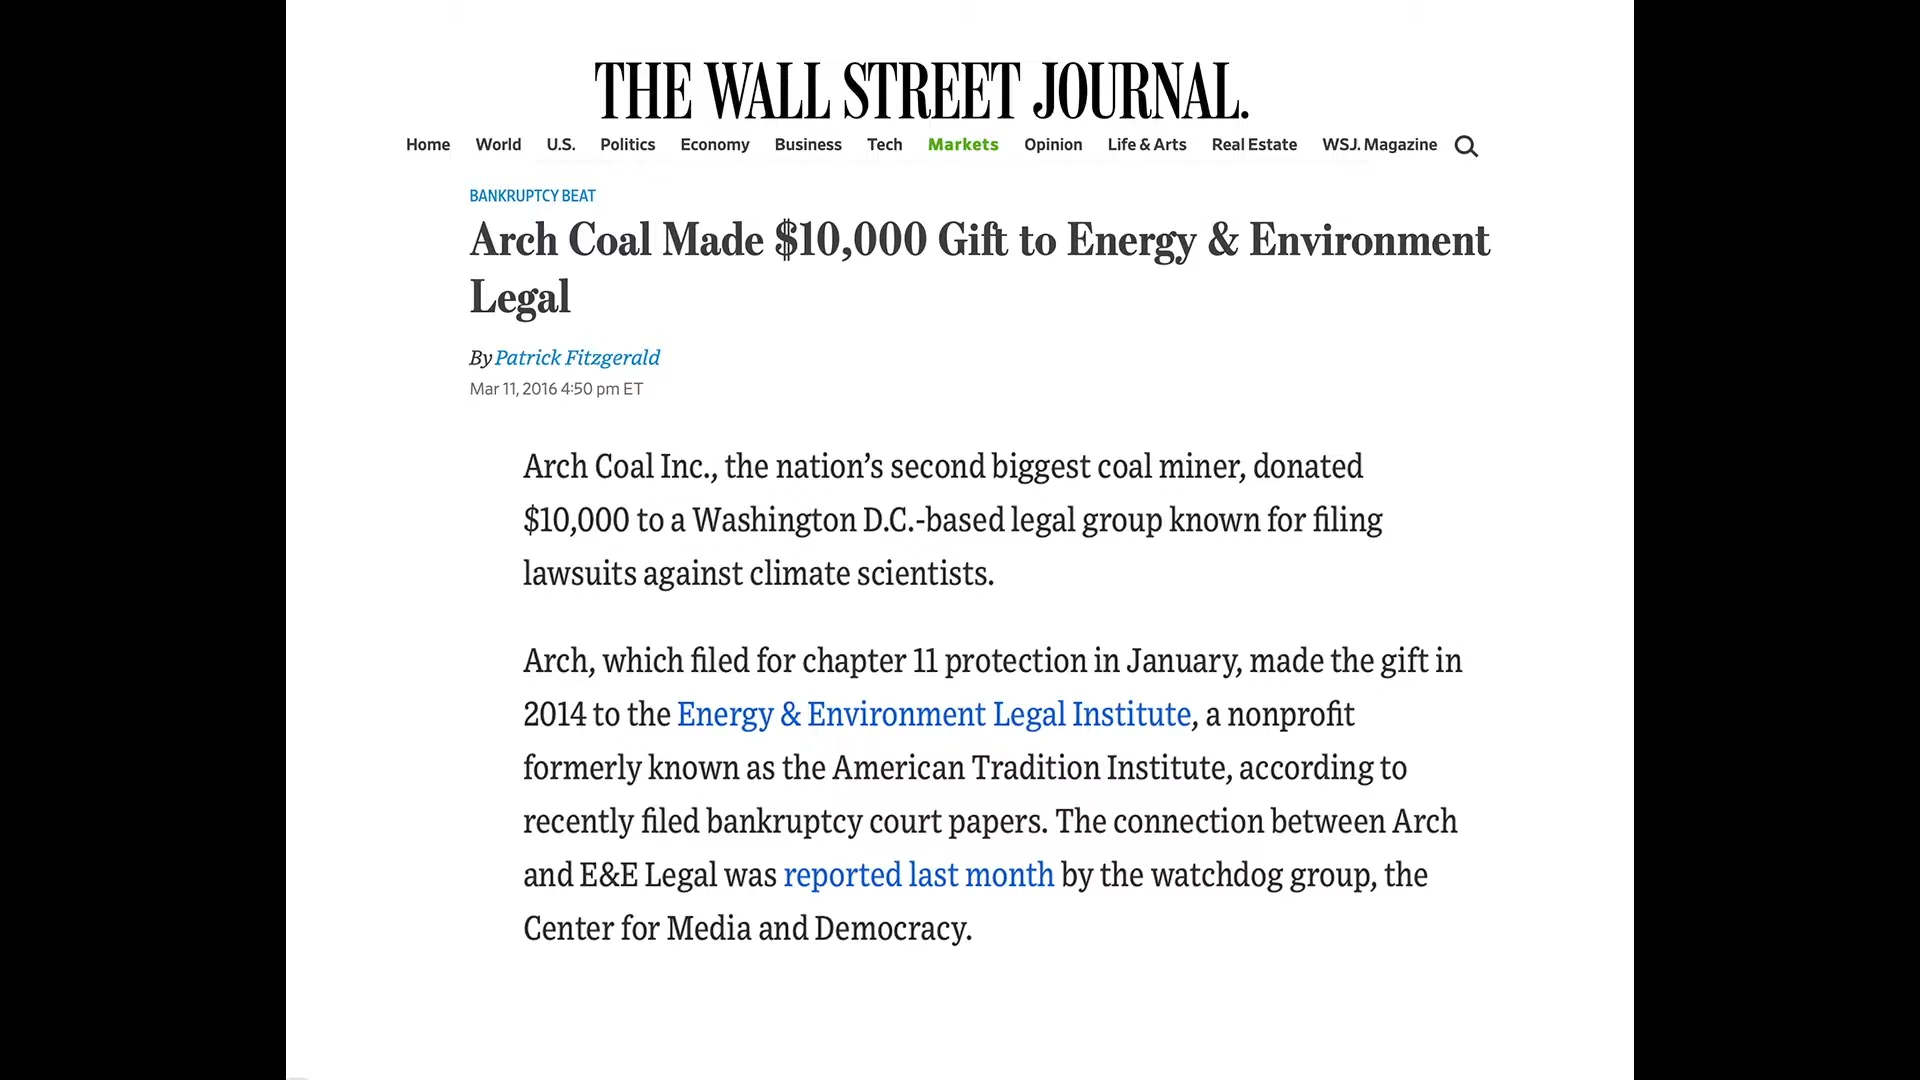 THE WALL STREET JOURNAL.
Home World U.S. Politics Economy Business Tech Markets Opinion Life & Arts Real Estate WSJ. Magazine
BANKRUPTCY BEAT
Arch Coal Made $10,000 Gift to Energy & Environment
Legal
By Patrick Fitzgerald
Mar 11, 2016 4:50 pm ET
Arch Coal Inc., the nation’s second biggest coal miner, donated
$10,000 to a Washington D.C.-based legal group known for filing
lawsuits against climate scientists.
Arch, which filed for chapter 11 protection in January, made the gift in
2014 to the Energy & Environment Legal Institute, a nonprofit
formerly known as the American Tradition Institute, according to
recently filed bankruptcy court papers. The connection between Arch
and E&E Legal was reported last month by the watchdog group, the
Center for Media and Democracy.